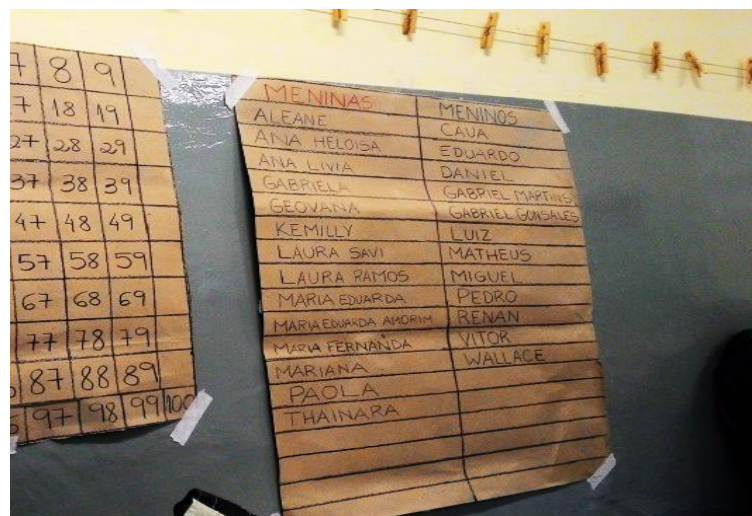 7 8 9
7 18 19
27 28 29
37 38 39
47 48 49
57 58 59
67 68 69
77 78 79
87 88 89
97 98 99 100
MENINAS
ALEANE
ANA HELOISA
ANA LIVIA
GABRIELA
GEOVANA
KEMILLY
LAURA SAVI
LAURA RAMOS
MARIA EDUARDA
MARIA EDUARDA AMORIM
MARIA FERNANDA
MARIANA
PAOLA
THAINARA
MENINOS
CAUA
EDUARDO
DANIEL
GABRIEL MARTINS
GABRIEL GONSALES
LUIZ
MATHEUS
MIGUEL
PEDRO
RENAN
VITOR
WALLACE